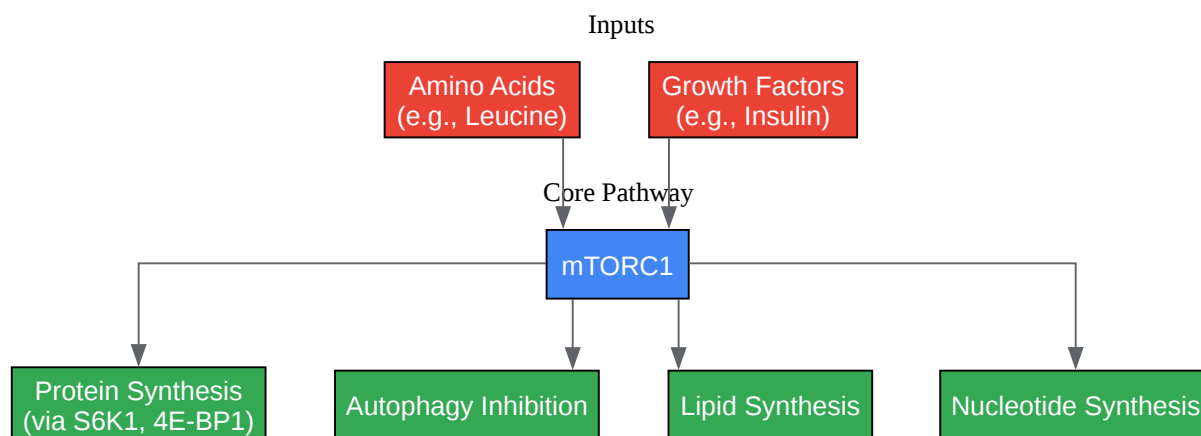 Inputs
Amino Acids
(e.g., Leucine)
Growth Factors
(e.g., Insulin)
Core Pathway
mTORC1
Protein Synthesis
(via S6K1, 4E-BP1)
Autophagy Inhibition
Lipid Synthesis
Nucleotide Synthesis